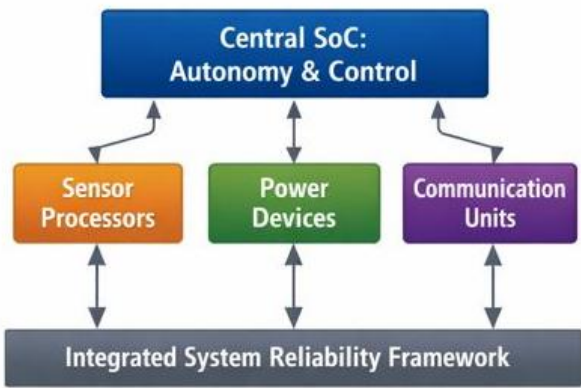 Central SoC:
Autonomy & Control
Sensor
Processors
Power
Devices
Communication
Units
Integrated System Reliability Framework